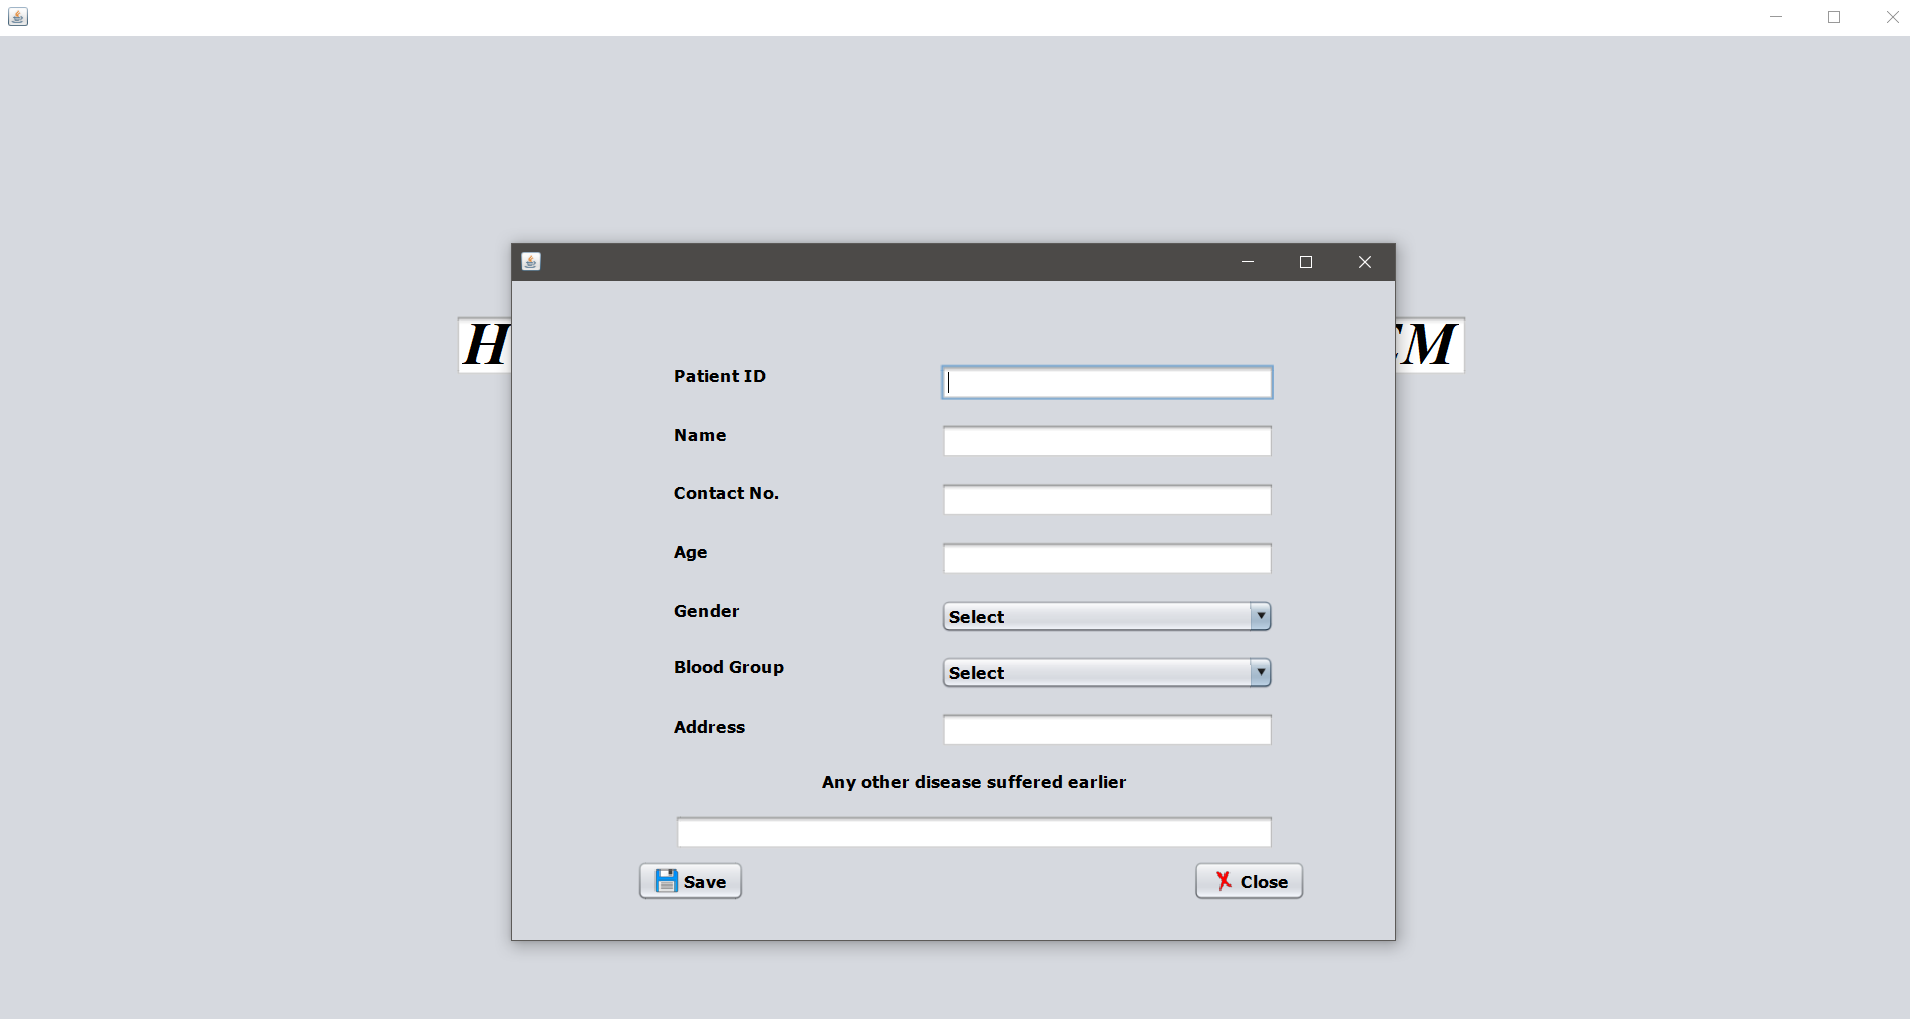 H
M
Patient ID
Name
Contact No.
Age
Gender Select
Blood Group Select
Address
Any other disease suffered earlier
Save Close